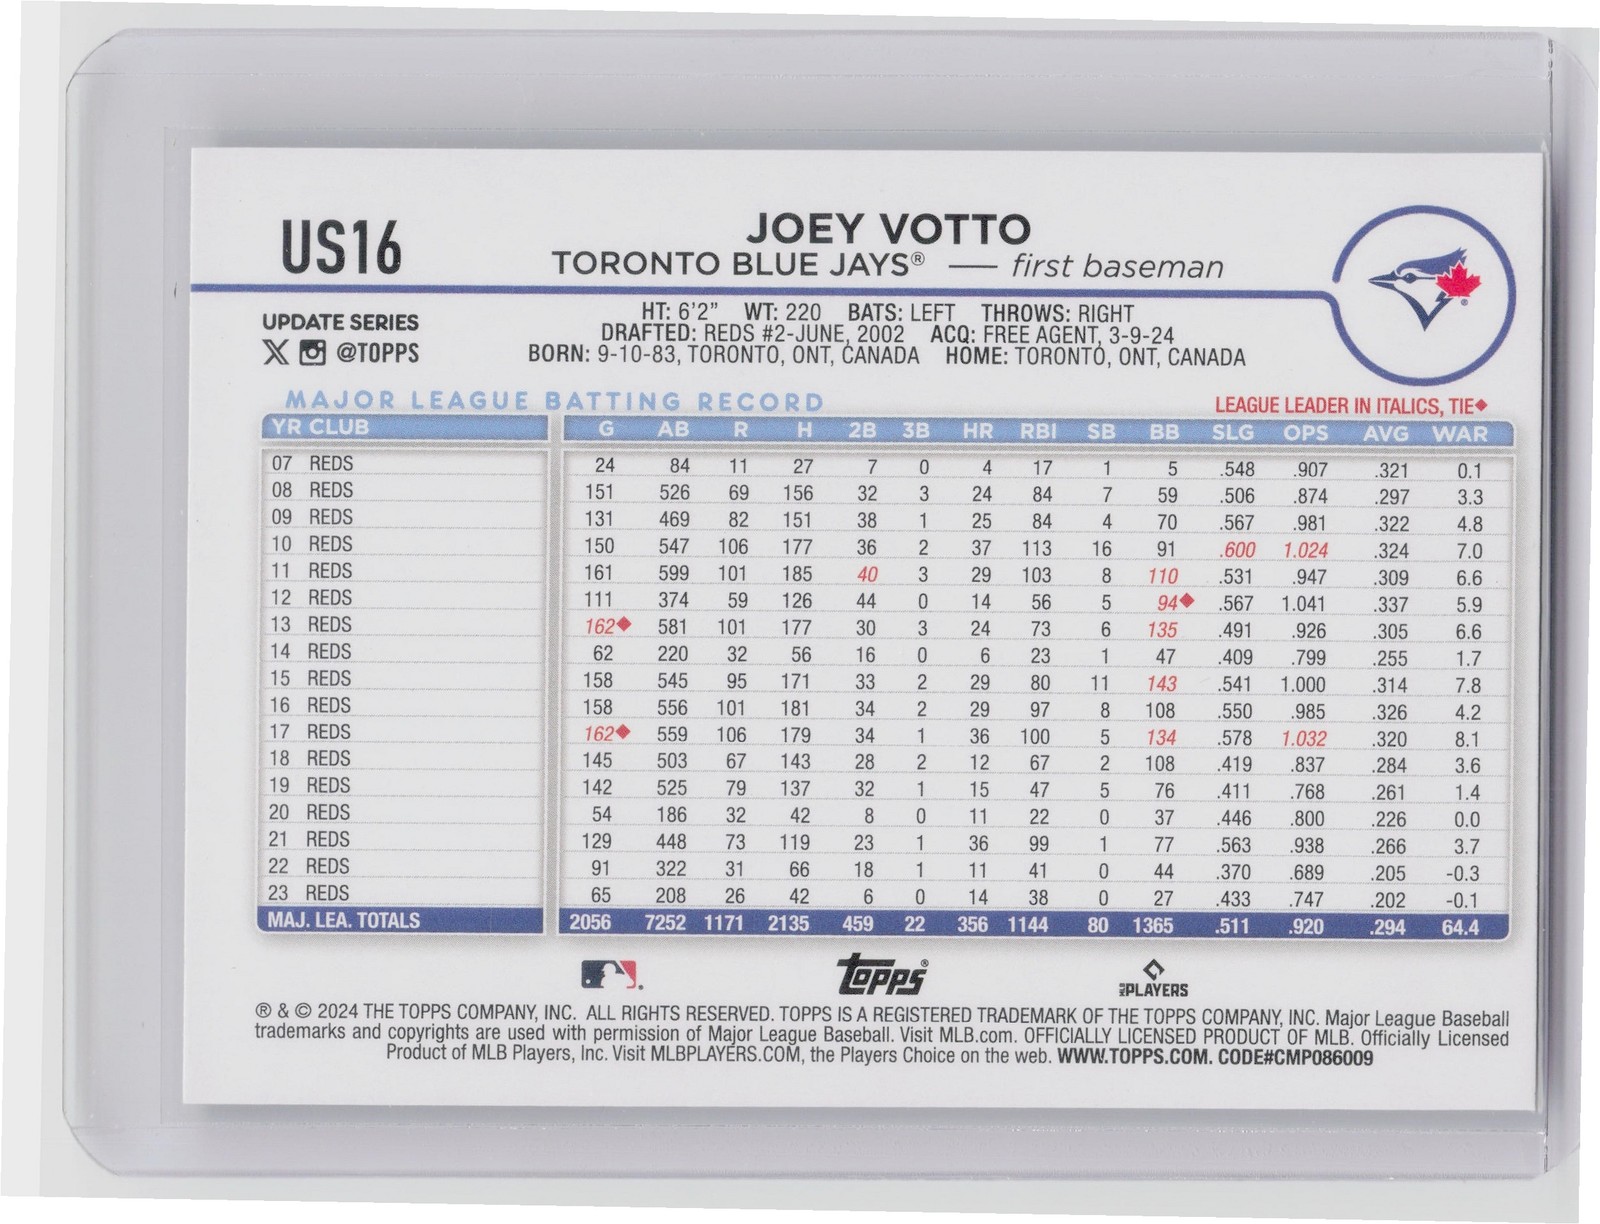 US16
JOEY VOTTO
TORONTO BLUE JAYS® — first baseman
UPDATE SERIES
@TOPPS
HT: 6'2" WT: 220 BATS: LEFT THROWS: RIGHT
DRAFTED: REDS #2-JUNE, 2002 ACQ: FREE AGENT, 3-9-24
BORN: 9-10-83, TORONTO, ONT, CANADA HOME: TORONTO, ONT, CANADA
MAJOR LEAGUE BATTING RECORD
LEAGUE LEADER IN ITALICS, TIE◆
YR CLUB G AB R H 2B 3B HR RBI SB BB SLG OPS AVG WAR
07 REDS 24 84 11 27 7 0 4 17 1 5 .548 .907 .321 0.1
08 REDS 151 526 69 156 32 3 24 84 7 59 .506 .874 .297 3.3
09 REDS 131 469 82 151 38 1 25 84 4 70 .567 .981 .322 4.8
10 REDS 150 547 106 177 36 2 37 113 16 91 .600 1.024 .324 7.0
11 REDS 161 599 101 185 40 3 29 103 8 110 .531 .947 .309 6.6
12 REDS 111 374 59 126 44 0 14 56 5 94◆ .567 1.041 .337 5.9
13 REDS 162◆ 581 101 177 30 3 24 73 6 135 .491 .926 .305 6.6
14 REDS 62 220 32 56 16 0 6 23 1 47 .409 .799 .255 1.7
15 REDS 158 545 95 171 33 2 29 80 11 143 .541 1.000 .314 7.8
16 REDS 158 556 101 181 34 2 29 97 8 108 .550 .985 .326 4.2
17 REDS 162◆ 559 106 179 34 1 36 100 5 134 .578 1.032 .320 8.1
18 REDS 145 503 67 143 28 2 12 67 2 108 .419 .837 .284 3.6
19 REDS 142 525 79 137 32 1 15 47 5 76 .411 .768 .261 1.4
20 REDS 54 186 32 42 8 0 11 22 0 37 .446 .800 .226 0.0
21 REDS 129 448 73 119 23 1 36 99 1 77 .563 .938 .266 3.7
22 REDS 91 322 31 66 18 1 11 41 0 44 .370 .689 .205 -0.3
23 REDS 65 208 26 42 6 0 14 38 0 27 .433 .747 .202 -0.1
MAJ. LEA. TOTALS 2056 7252 1171 2135 459 22 356 1144 80 1365 .511 .920 .294 64.4
Topps®
MLB PLAYERS
® & © 2024 THE TOPPS COMPANY, INC. ALL RIGHTS RESERVED. TOPPS IS A REGISTERED TRADEMARK OF THE TOPPS COMPANY, INC. Major League Baseball
trademarks and copyrights are used with permission of Major League Baseball. Visit MLB.com. OFFICIALLY LICENSED PRODUCT OF MLB. Officially Licensed
Product of MLB Players, Inc. Visit MLBPLAYERS.COM, the Players Choice on the web. WWW.TOPPS.COM. CODE#CMP086009